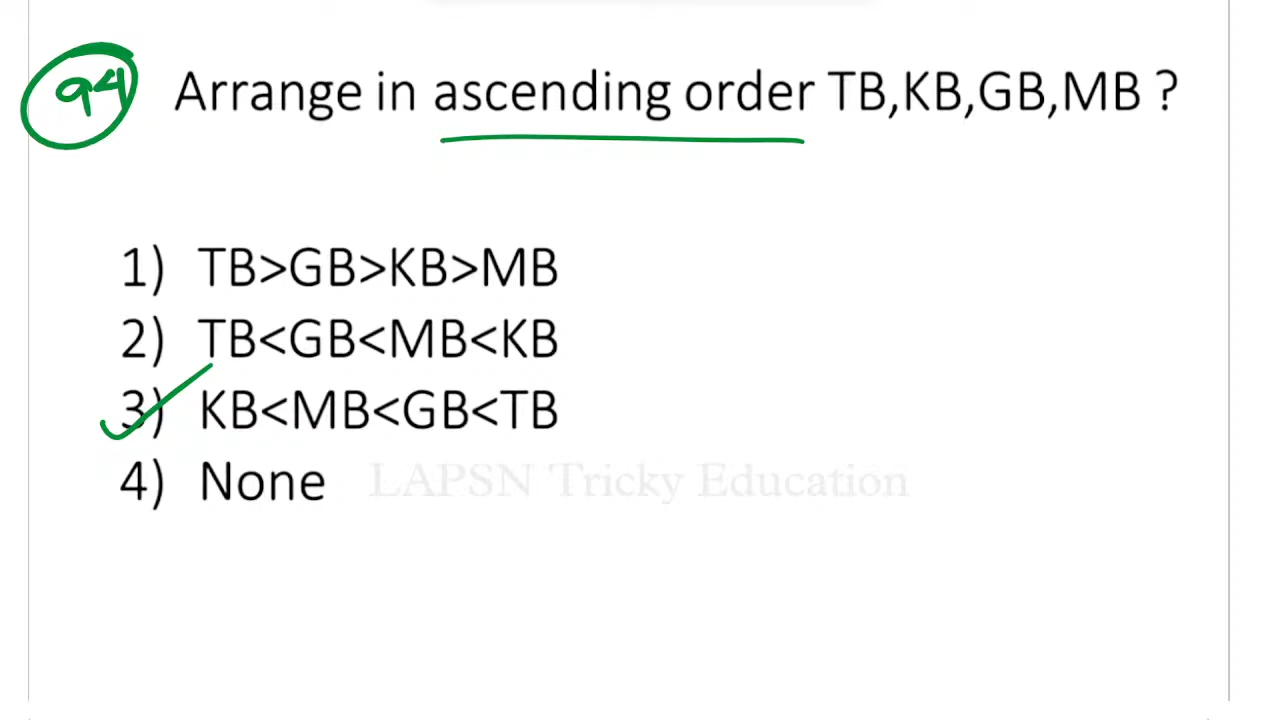 94 Arrange in ascending order TB,KB,GB,MB ?
1) TB>GB>KB>MB
2) TB<GB<MB<KB
3) KB<MB<GB<TB
4) None
LAPSN Tricky Education